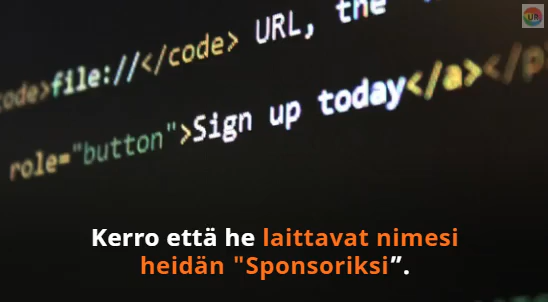 code>file://</code> URL, the
role="button">Sign up today</a></p
Kerro että he laittavat nimesi
heidän "Sponsoriksi”.